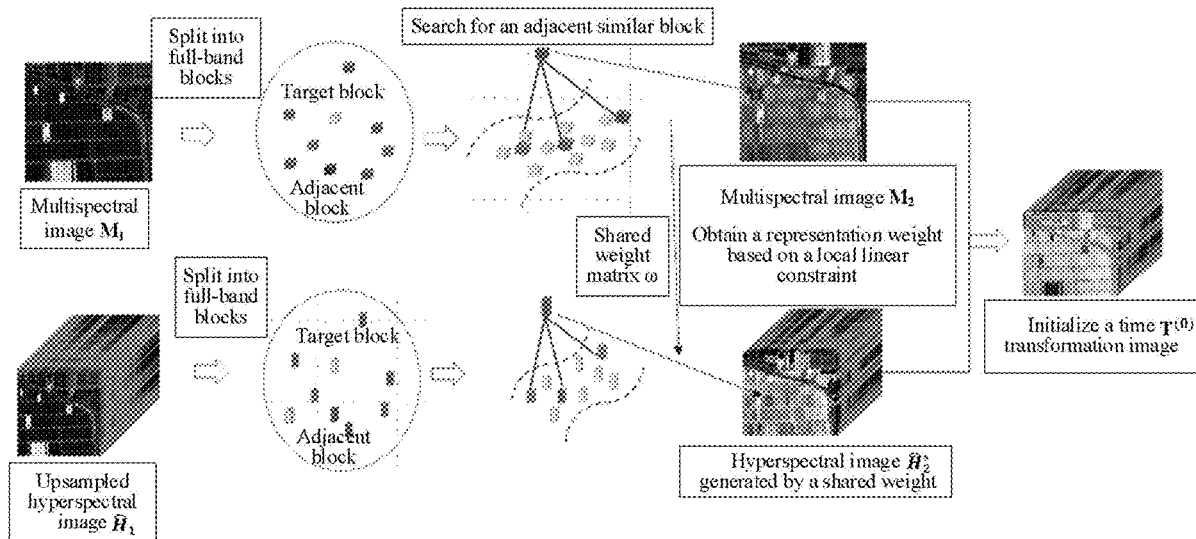 Split into
full-band
blocks
Search for an adjacent similar block
Target block
Adjacent
block
Multispectral
image M₁
Multispectral image M₂
Obtain a representation weight
based on a local linear
constraint
Shared
weight
matrix ω
Split into
full-band
blocks
Target block
Adjacent
block
Initialize a time T⁽⁰⁾
transformation image
Upsampled
hyperspectral
image Ĥ₁
Hyperspectral image Ĥ₂ˢ
generated by a shared weight